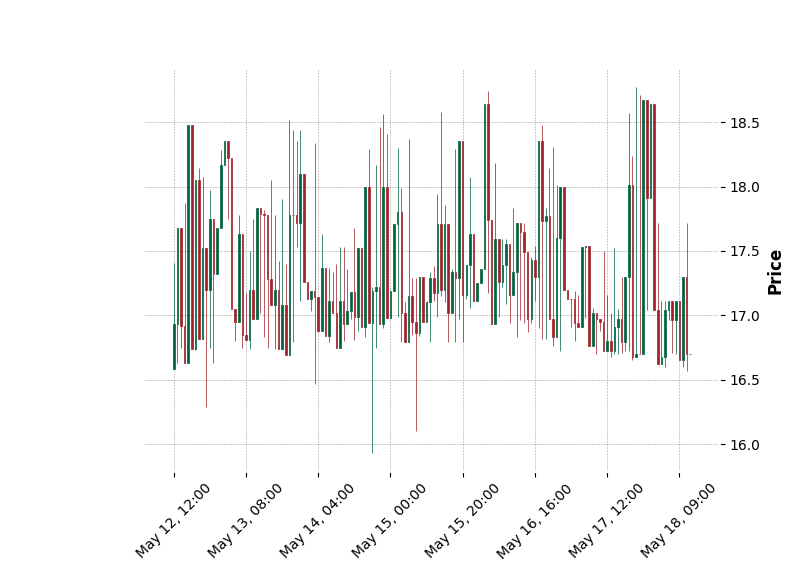 18.5
18.0
17.5
17.0
16.5
16.0
Price
May 12, 12:00
May 13, 08:00
May 14, 04:00
May 15, 00:00
May 15, 20:00
May 16, 16:00
May 17, 12:00
May 18, 09:00